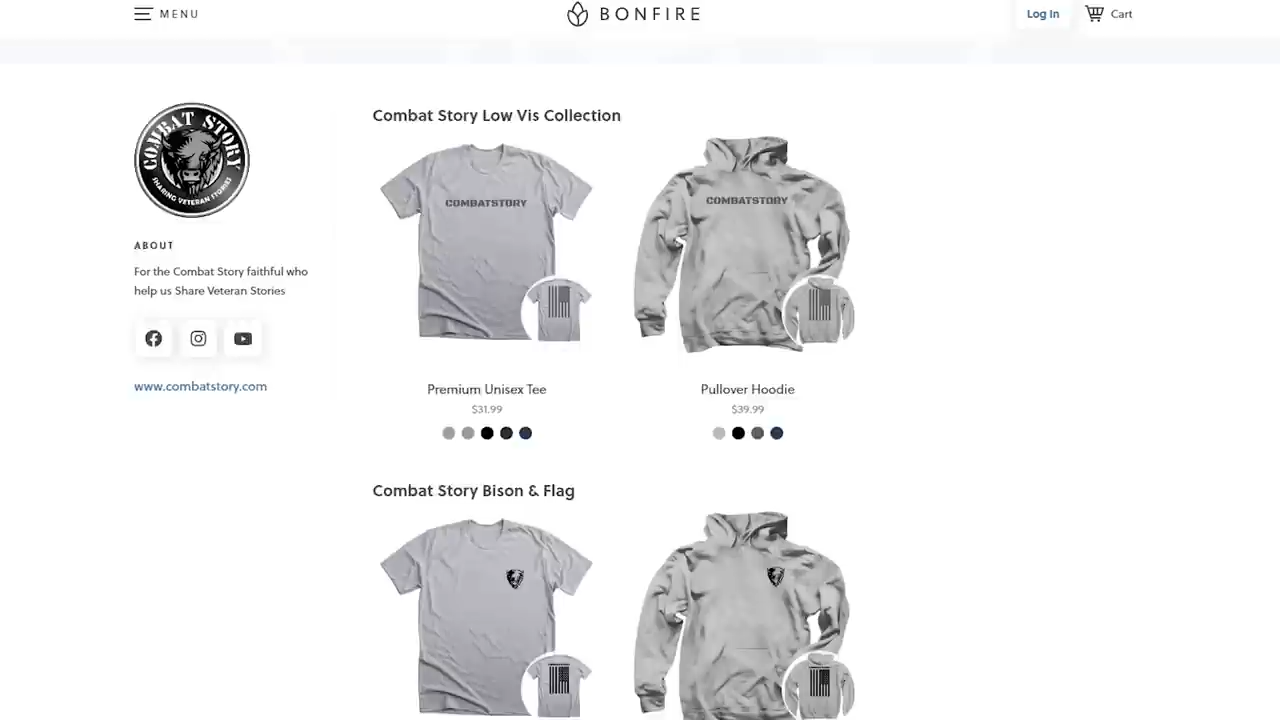 MENU
BONFIRE
Log In
Cart
COMBAT STORY
SHARING VETERAN STORIES
ABOUT
For the Combat Story faithful who
help us Share Veteran Stories
www.combatstory.com
Combat Story Low Vis Collection
COMBATSTORY
COMBATSTORY
Premium Unisex Tee
Pullover Hoodie
$31.99
$39.99
Combat Story Bison & Flag